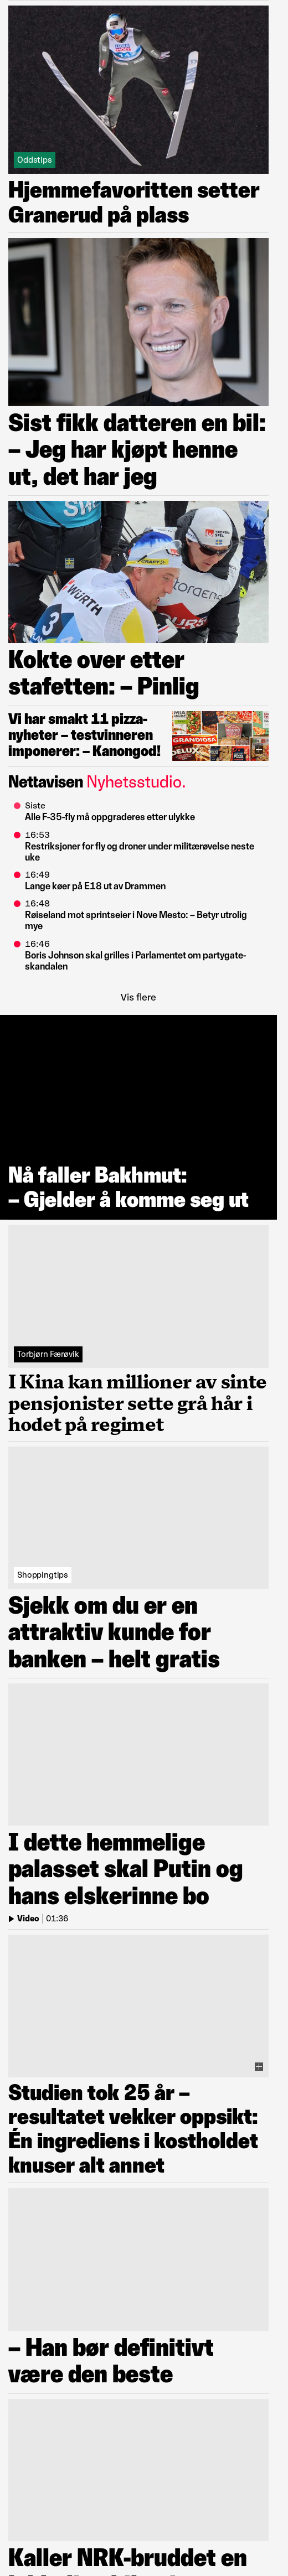 Oddstips
Hjemmefavoritten setter
Granerud på plass
Sist fikk datteren en bil:
– Jeg har kjøpt henne
ut, det har jeg
WÜRTH
CRAFT
TORGENS
SVENSKA
SPEL
3
Kokte over etter
stafetten: – Pinlig
Vi har smakt 11 pizza-
nyheter – testvinneren
imponerer: – Kanongod!
GRANDIOSA
DELUXE
Nettavisen Nyhetsstudio.
Siste
Alle F-35-fly må oppgraderes etter ulykke
16:53
Restriksjoner for fly og droner under militærøvelse neste
uke
16:49
Lange køer på E18 ut av Drammen
16:48
Røiseland mot sprintseier i Nove Mesto: – Betyr utrolig
mye
16:46
Boris Johnson skal grilles i Parlamentet om partygate-
skandalen
Vis flere
Nå faller Bakhmut:
– Gjelder å komme seg ut
Torbjørn Færøvik
I Kina kan millioner av sinte
pensjonister sette grå hår i
hodet på regimet
Shoppingtips
Sjekk om du er en
attraktiv kunde for
banken – helt gratis
I dette hemmelige
palasset skal Putin og
hans elskerinne bo
Video | 01:36
Studien tok 25 år –
resultatet vekker oppsikt:
Én ingrediens i kostholdet
knuser alt annet
– Han bør definitivt
være den beste
Kaller NRK-bruddet en